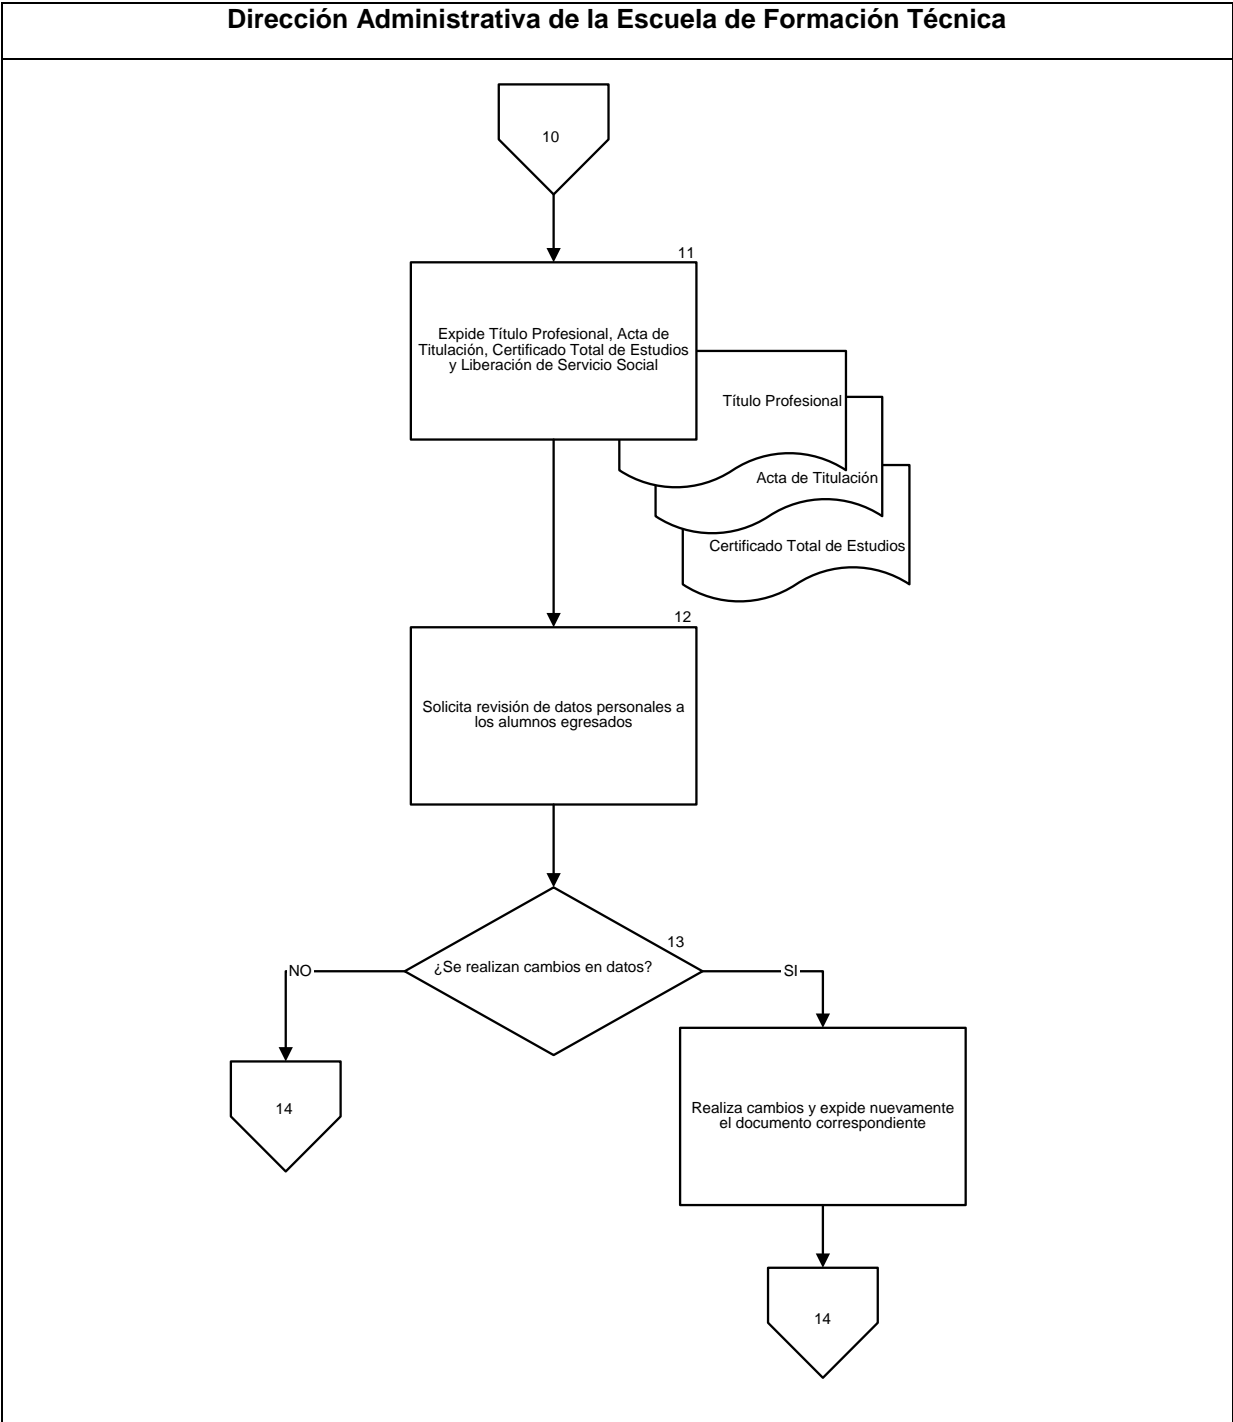 Dirección Administrativa de la Escuela de Formación Técnica
10
11
Expide Título Profesional, Acta de
Titulación, Certificado Total de Estudios
y Liberación de Servicio Social
Título Profesional
Acta de Titulación
Certificado Total de Estudios
12
Solicita revisión de datos personales a
los alumnos egresados
13
¿Se realizan cambios en datos?
NO
SI
14
Realiza cambios y expide nuevamente
el documento correspondiente
14